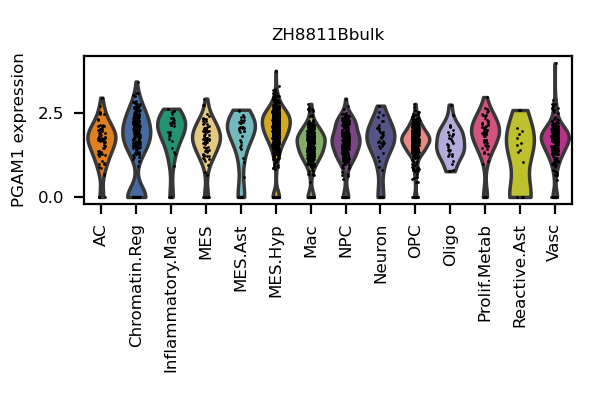 ZH8811Bbulk
PGAM1 expression
2.5
0.0
AC
Chromatin.Reg
Inflammatory.Mac
MES
MES.Ast
MES.Hyp
Mac
NPC
Neuron
OPC
Oligo
Prolif.Metab
Reactive.Ast
Vasc